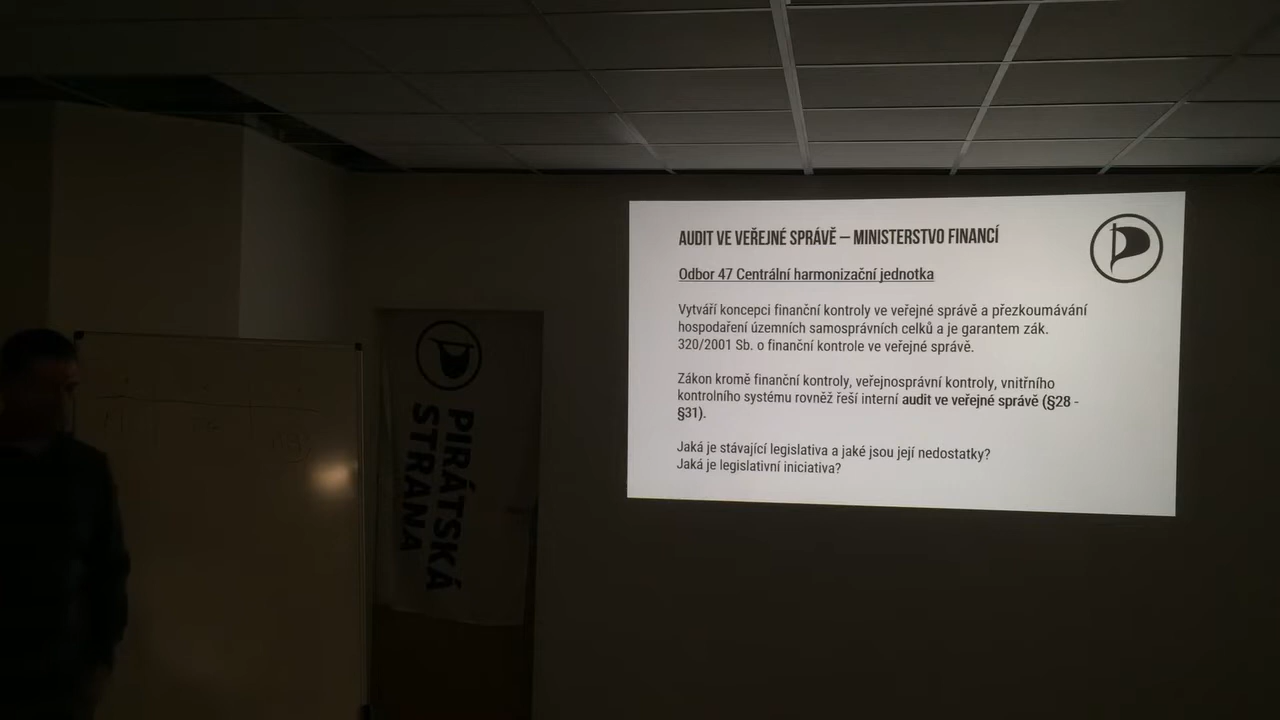 AUDIT VE VEŘEJNÉ SPRÁVĚ – MINISTERSTVO FINANCÍ
Odbor 47 Centrální harmonizační jednotka
Vytváří koncepci finanční kontroly ve veřejné správě a přezkoumávání
hospodaření územních samosprávních celků a je garantem zák.
320/2001 Sb. o finanční kontrole ve veřejné správě.
Zákon kromě finanční kontroly, veřejnosprávní kontroly, vnitřního
kontrolního systému rovněž řeší interní audit ve veřejné správě (§28 -
§31).
Jaká je stávající legislativa a jaké jsou její nedostatky?
Jaká je legislativní iniciativa?
PIRÁTSKÁ
STRANA